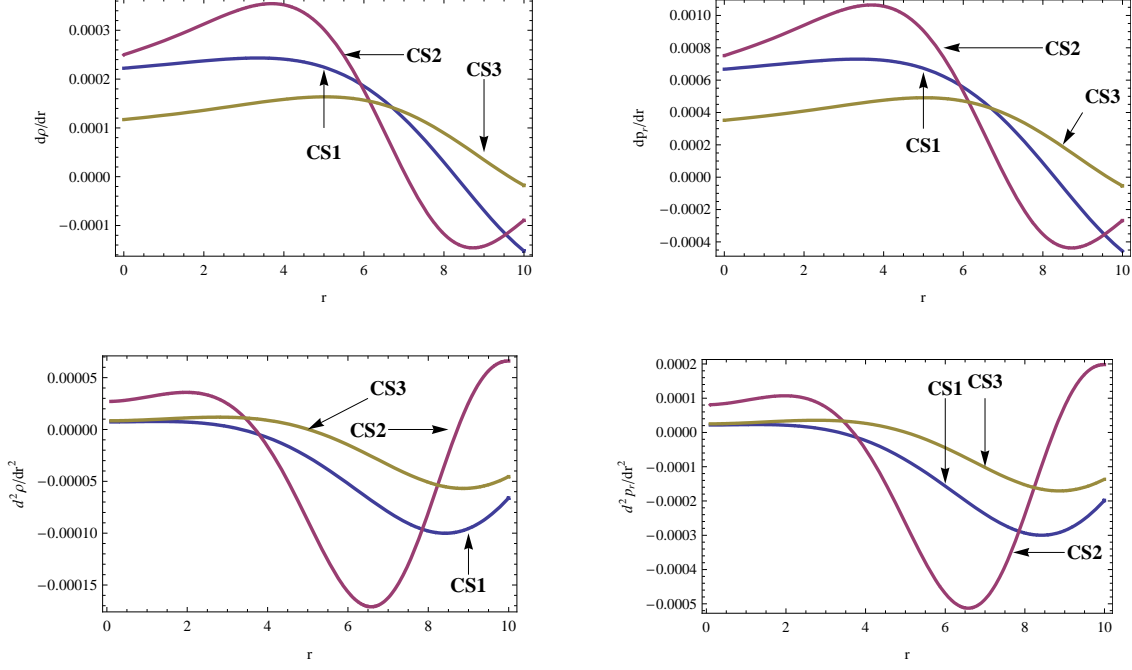 0.0003
0.0002
0.0001
0.0000
−0.0001
dρ/dr
CS2
CS3
CS1
0 2 4 6 8 10
r
0.0010
0.0008
0.0006
0.0004
0.0002
0.0000
−0.0002
−0.0004
dp_r/dr
CS2
CS3
CS1
0 2 4 6 8 10
r
0.00005
0.00000
−0.00005
−0.00010
−0.00015
d² ρ/dr²
CS3
CS2
CS1
0 2 4 6 8 10
r
0.0002
0.0001
0.0000
−0.0001
−0.0002
−0.0003
−0.0004
−0.0005
d² p_r/dr²
CS1 CS3
CS2
0 2 4 6 8 10
r